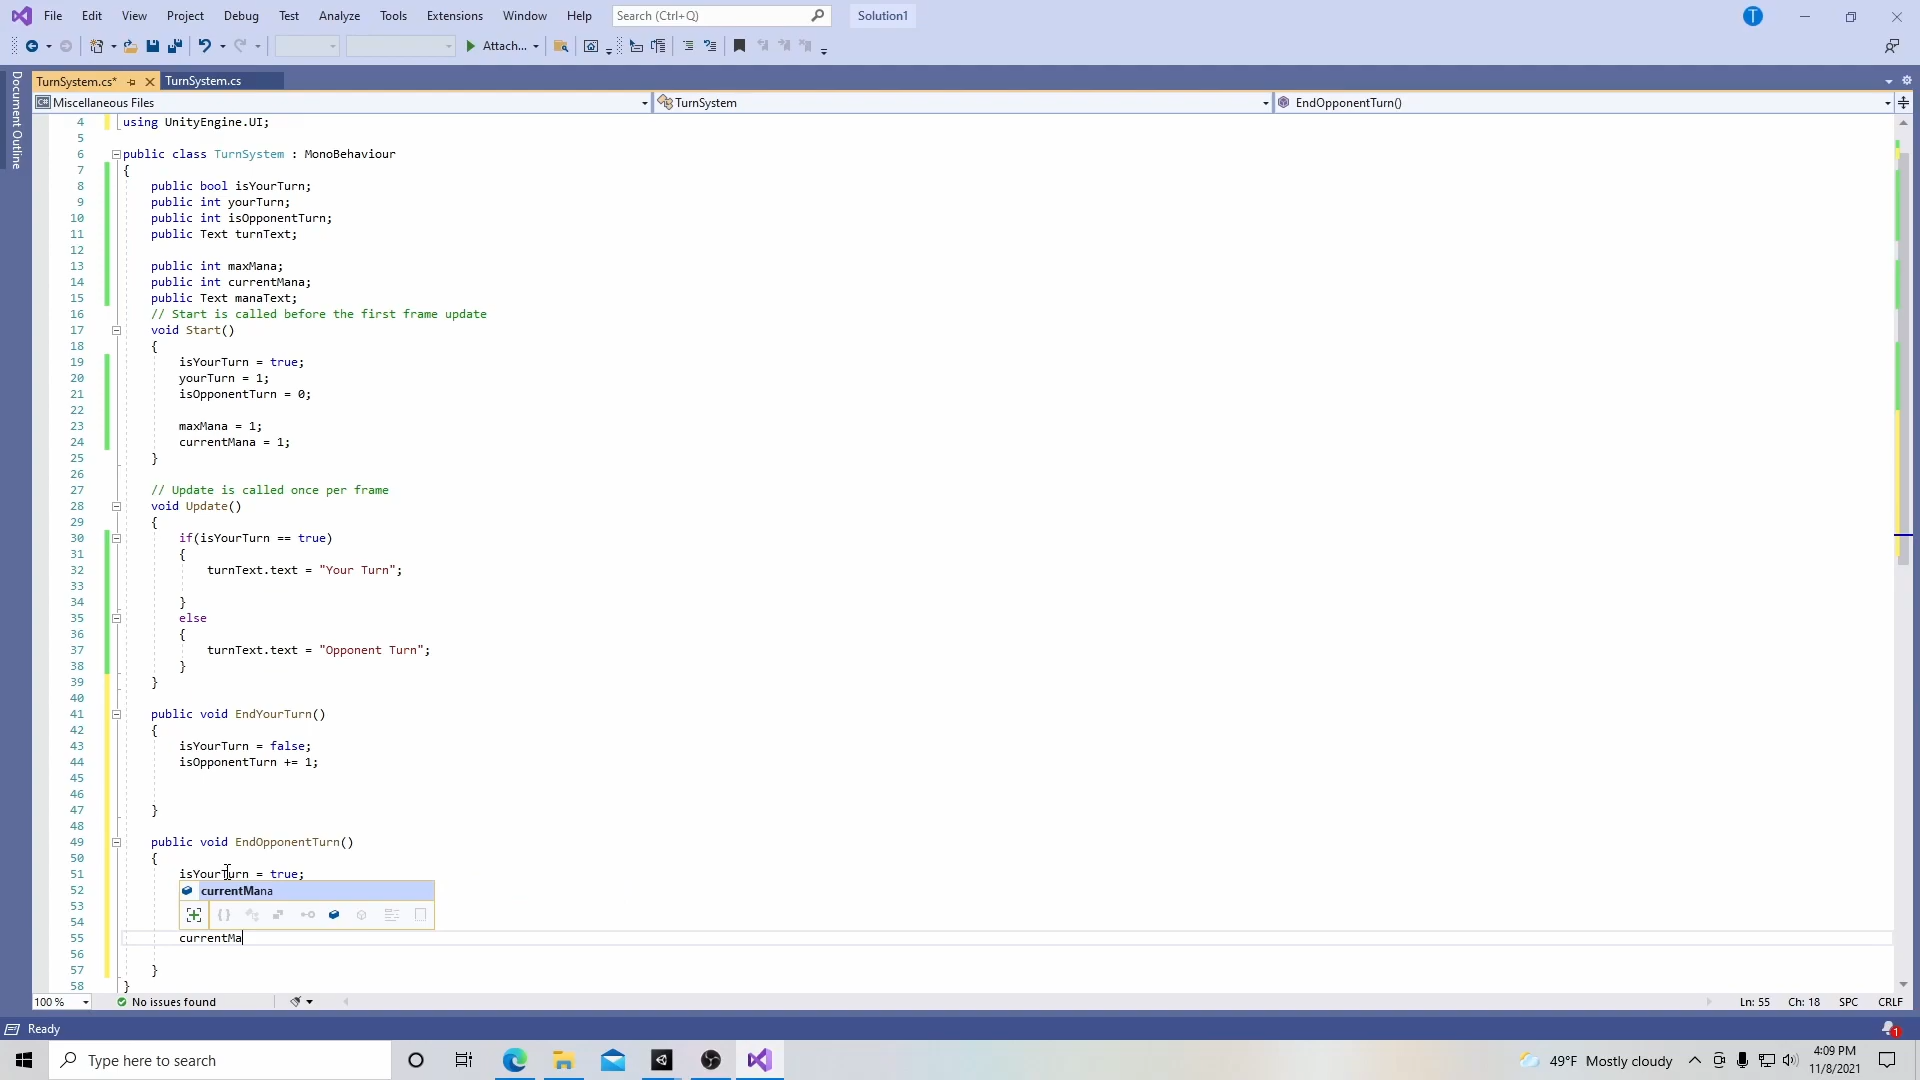 File Edit View Project Debug Test Analyze Tools Extensions Window Help Search (Ctrl+Q) Solution1 T
Attach...
Document Outline
TurnSystem.cs* TurnSystem.cs
C# Miscellaneous Files TurnSystem EndOpponentTurn()
4 using UnityEngine.UI;
5
6 public class TurnSystem : MonoBehaviour
7 {
8 public bool isYourTurn;
9 public int yourTurn;
10 public int isOpponentTurn;
11 public Text turnText;
12
13 public int maxMana;
14 public int currentMana;
15 public Text manaText;
16 // Start is called before the first frame update
17 void Start()
18 {
19 isYourTurn = true;
20 yourTurn = 1;
21 isOpponentTurn = 0;
22
23 maxMana = 1;
24 currentMana = 1;
25 }
26
27 // Update is called once per frame
28 void Update()
29 {
30 if(isYourTurn == true)
31 {
32 turnText.text = "Your Turn";
33
34 }
35 else
36 {
37 turnText.text = "Opponent Turn";
38 }
39 }
40
41 public void EndYourTurn()
42 {
43 isYourTurn = false;
44 isOpponentTurn += 1;
45
46
47 }
48
49 public void EndOpponentTurn()
50 {
51 isYourTurn = true;
52 currentMana
53
54
55 currentMa
56
57 }
58 }
100 % No issues found Ln: 55 Ch: 18 SPC CRLF
Ready 1
Type here to search 49°F Mostly cloudy 4:09 PM
11/8/2021